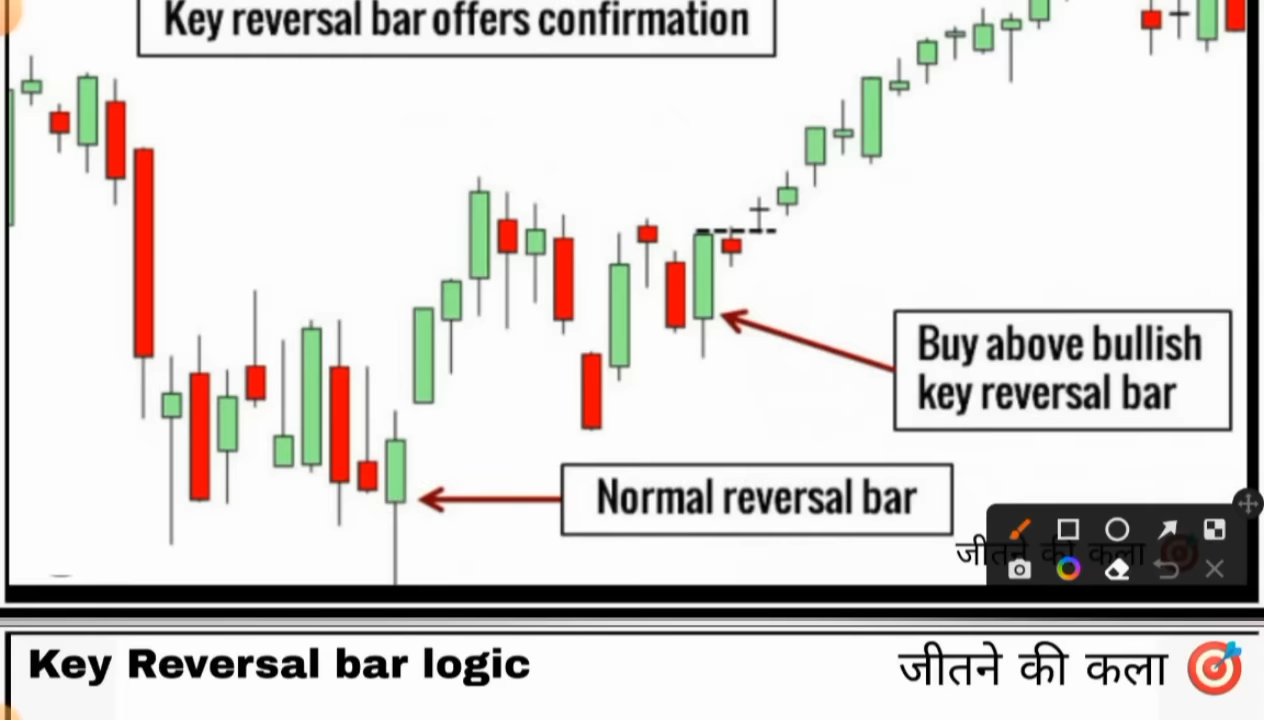 Key reversal bar offers confirmation
Buy above bullish
key reversal bar
Normal reversal bar
जीतने की कला
Key Reversal bar logic
जीतने की कला